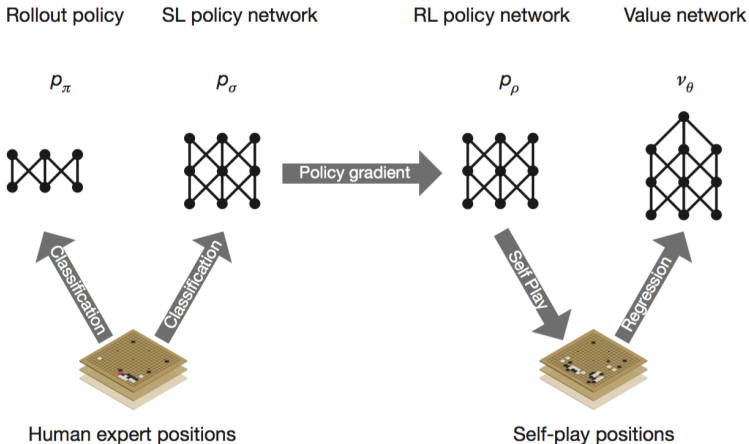 Rollout policy
SL policy network
RL policy network
Value network
pπ
pσ
pρ
νθ
Policy gradient
Classification
Classification
Self Play
Regression
Human expert positions
Self-play positions